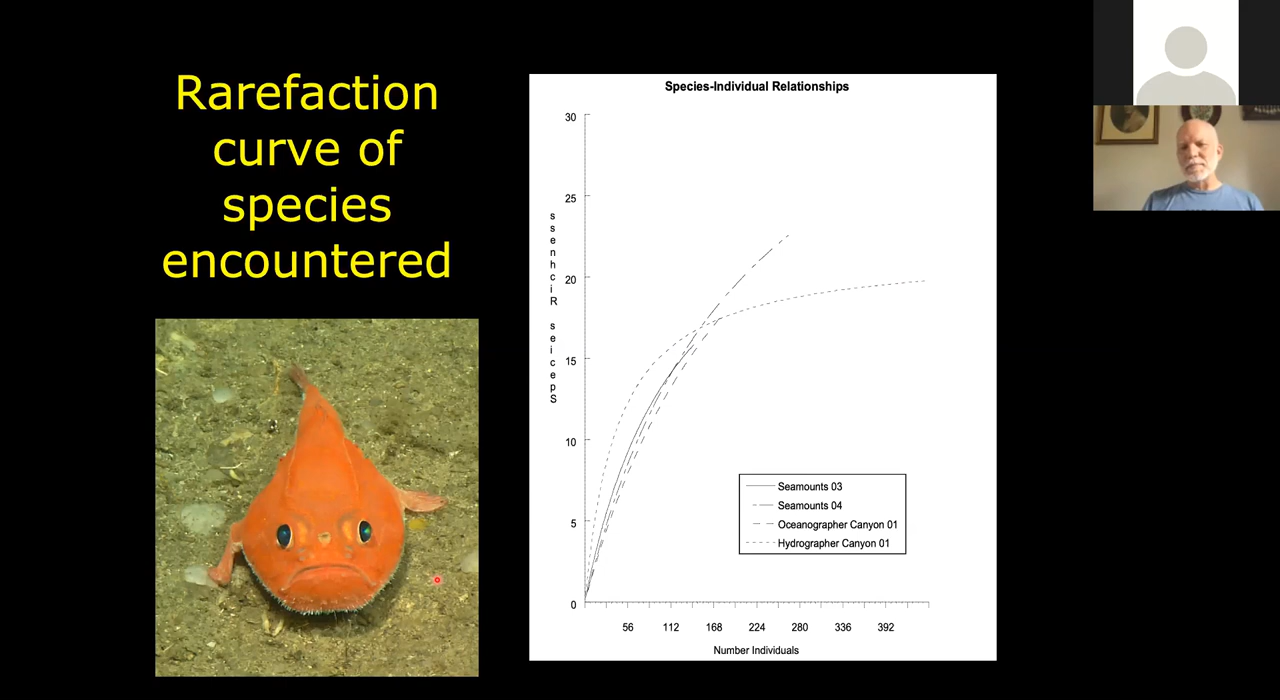 Rarefaction
curve of
species
encountered
Species-Individual Relationships
30
25
20
15
10
5
0
Species Richness
56 112 168 224 280 336 392
Number Individuals
Seamounts 03
Seamounts 04
Oceanographer Canyon 01
Hydrographer Canyon 01